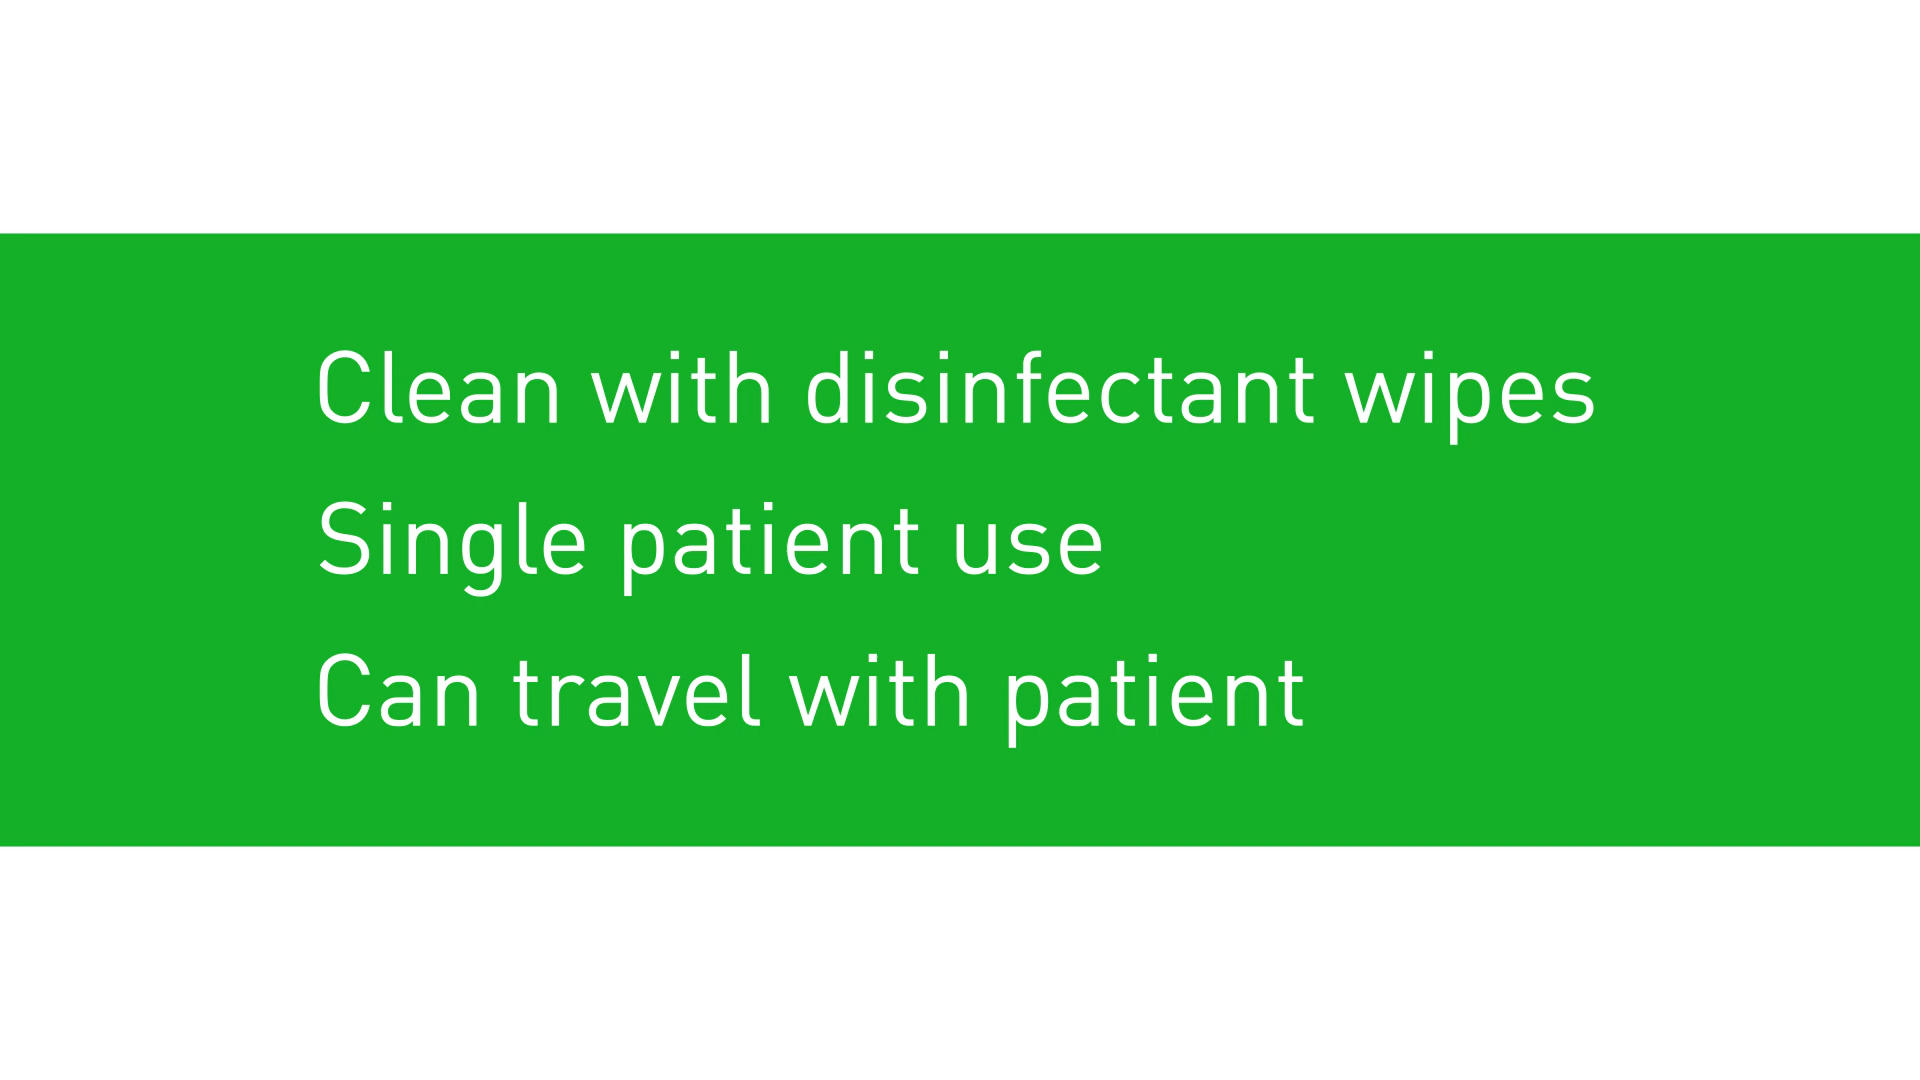 Clean with disinfectant wipes
Single patient use
Can travel with patient